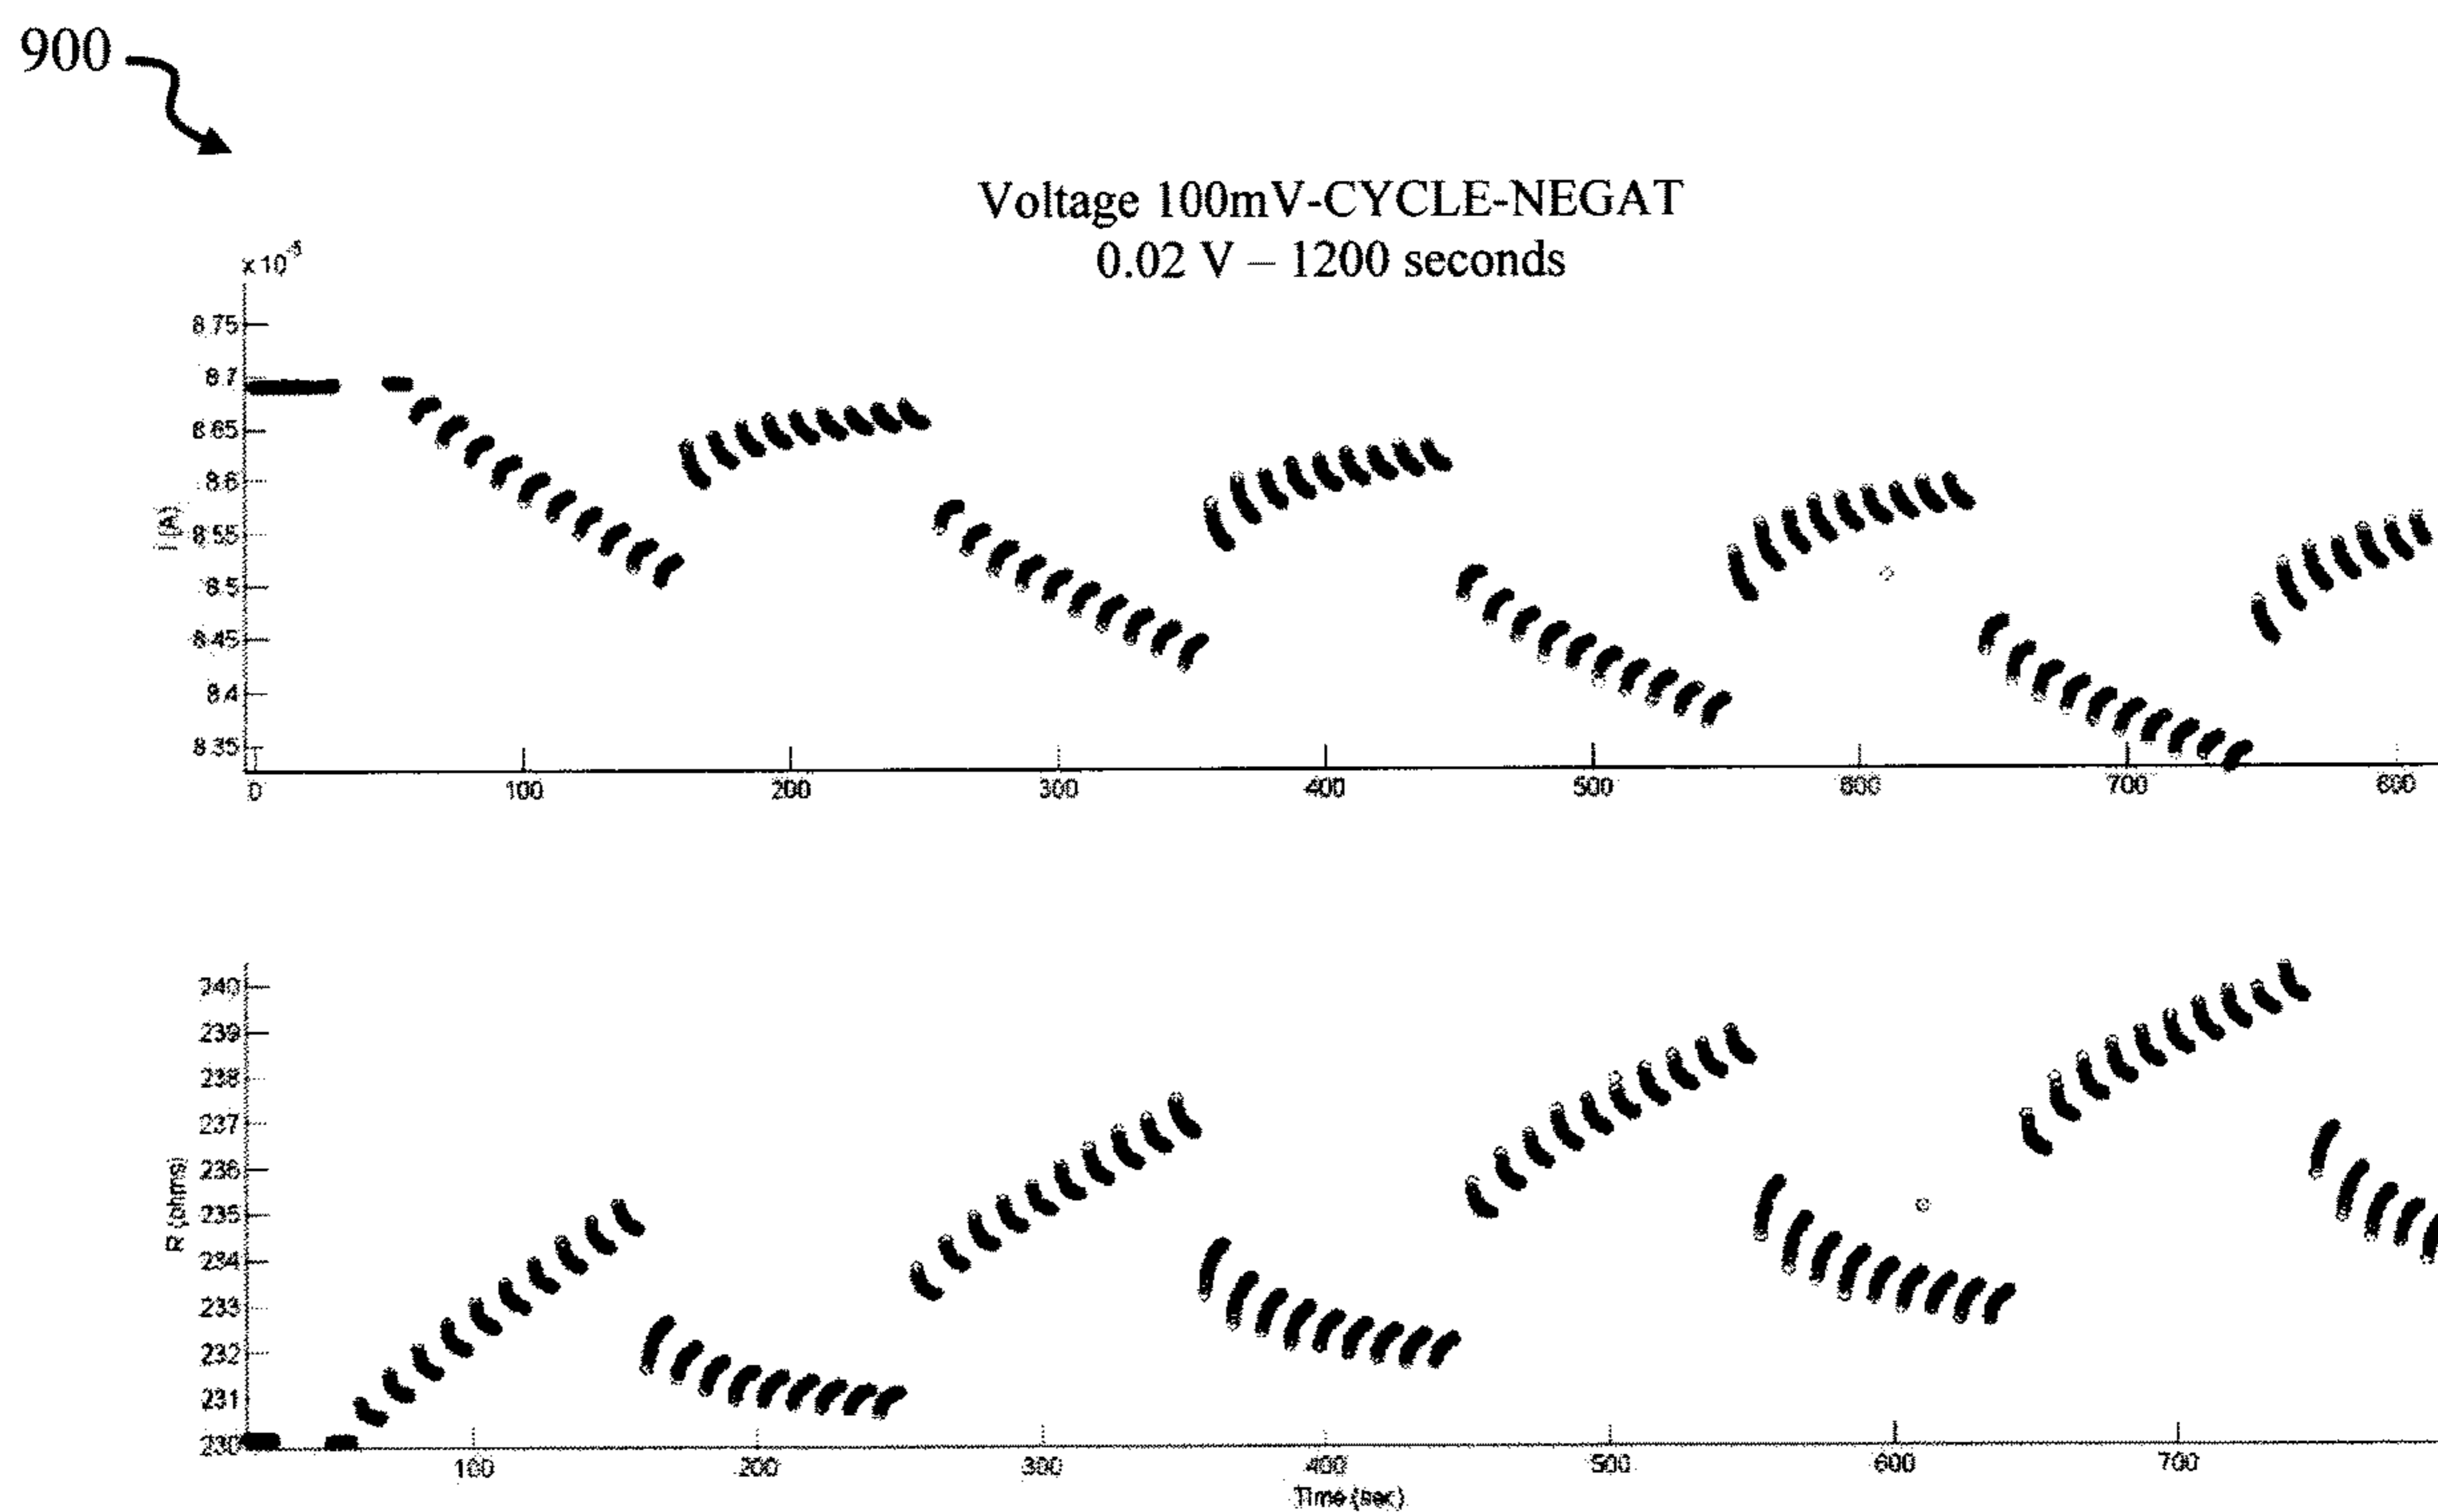 900
Voltage 100mV-CYCLE-NEGAT
0.02 V – 1200 seconds
x 10⁻⁵
8.75
8.7
8.65
8.6
8.55
8.5
8.45
8.4
8.35
I (A)
0 100 200 300 400 500 600 700 800
240
239
238
237
236
235
234
233
232
231
230
R (ohms)
100 200 300 400 500 600 700
Time (sec)